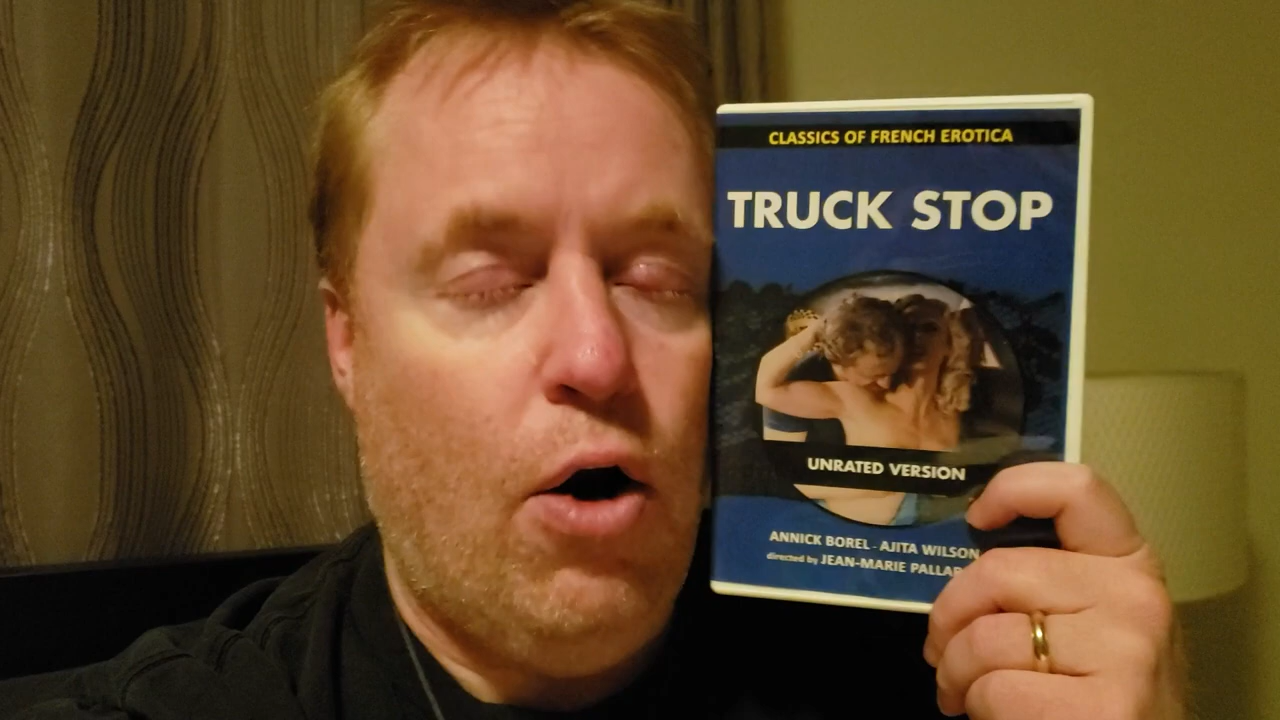 CLASSICS OF FRENCH EROTICA
TRUCK STOP
UNRATED VERSION
ANNICK BOREL - AJITA WILSON
directed by JEAN-MARIE